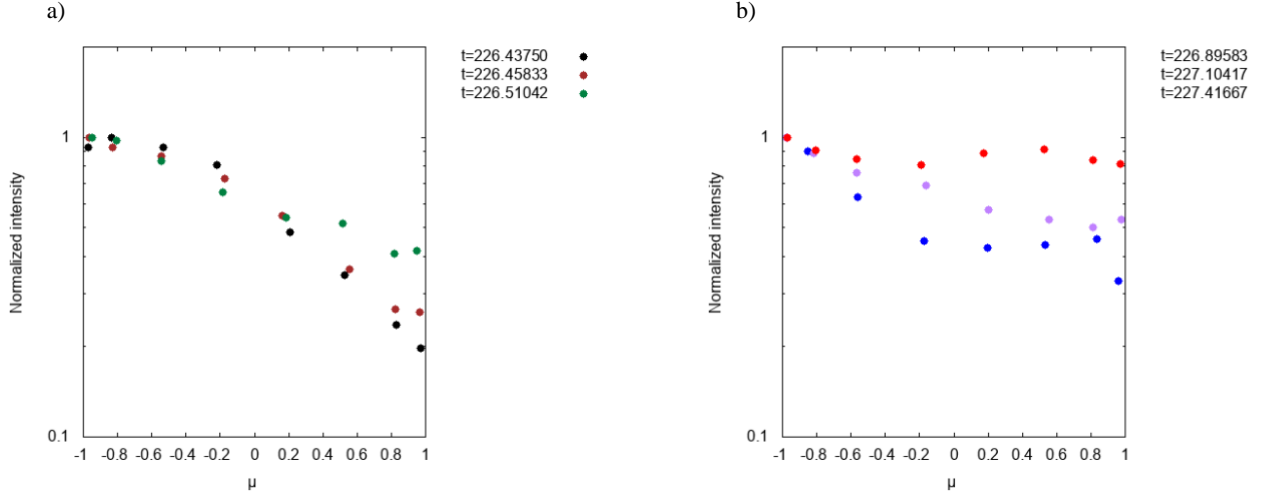 a)
t=226.43750
t=226.45833
t=226.51042
Normalized intensity
1
0.1
-1 -0.8 -0.6 -0.4 -0.2 0 0.2 0.4 0.6 0.8 1
μ
b)
t=226.89583
t=227.10417
t=227.41667
Normalized intensity
1
0.1
-1 -0.8 -0.6 -0.4 -0.2 0 0.2 0.4 0.6 0.8 1
μ